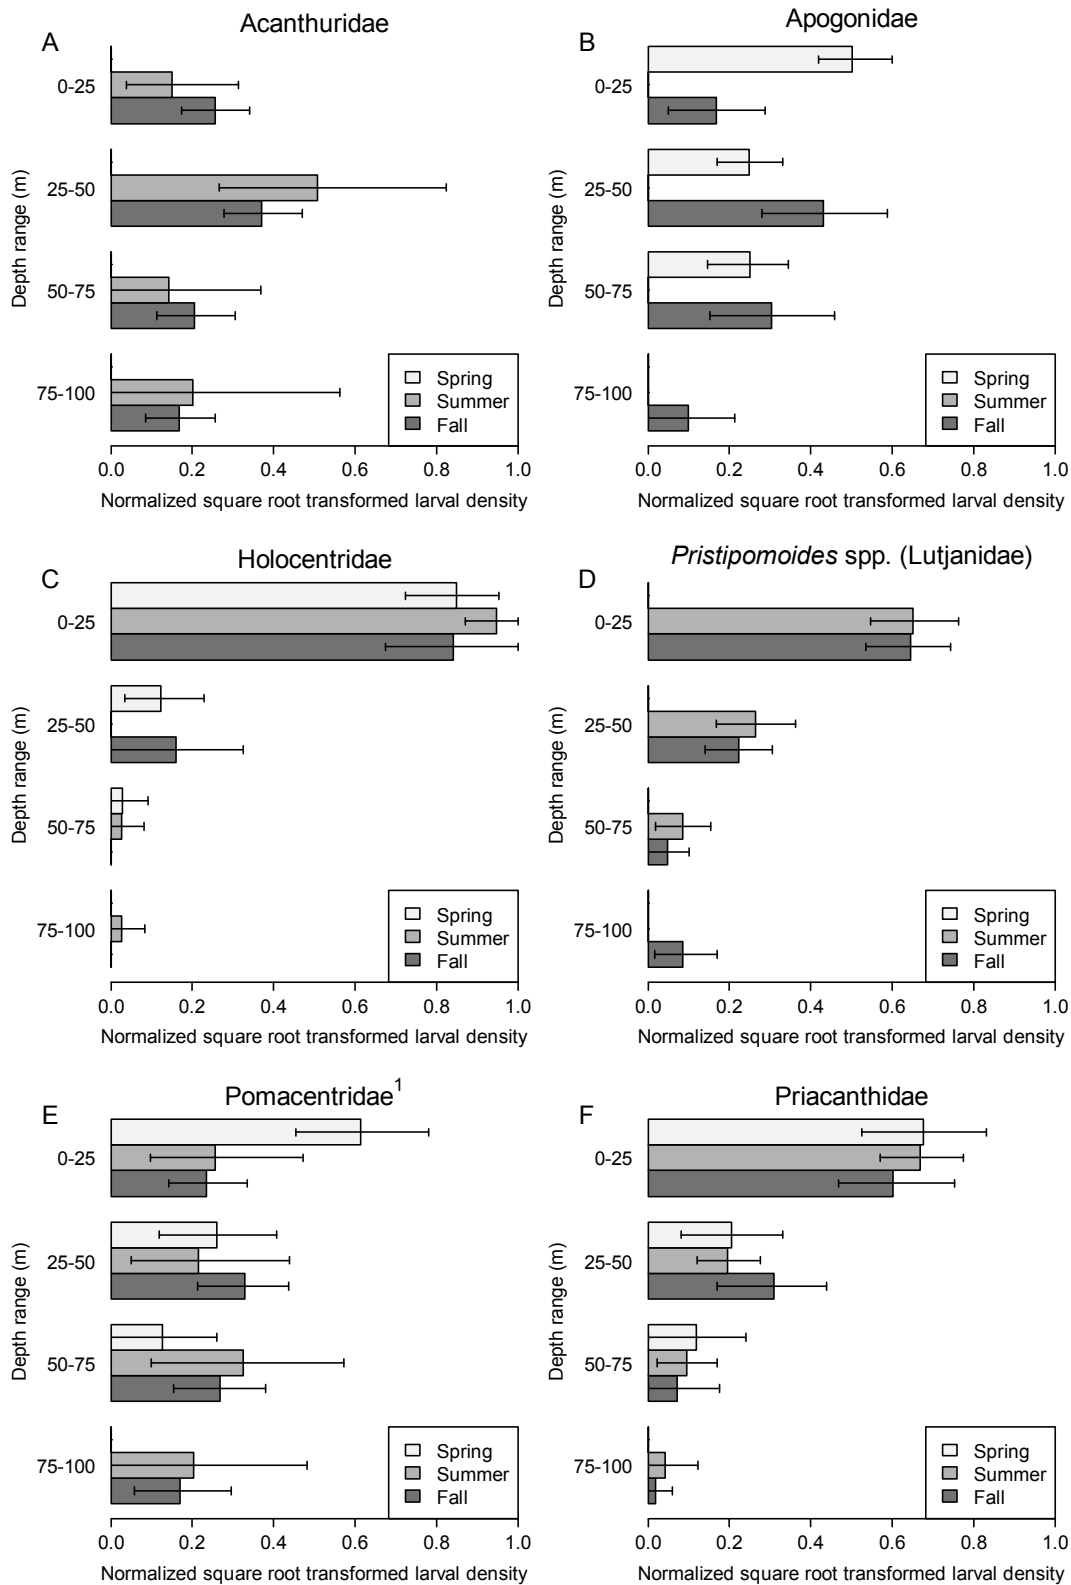 A
Acanthuridae
Depth range (m)
0-25
25-50
50-75
75-100
Spring
Summer
Fall
0.0 0.2 0.4 0.6 0.8 1.0
Normalized square root transformed larval density
B
Apogonidae
Depth range (m)
0-25
25-50
50-75
75-100
Spring
Summer
Fall
0.0 0.2 0.4 0.6 0.8 1.0
Normalized square root transformed larval density
C
Holocentridae
Depth range (m)
0-25
25-50
50-75
75-100
Spring
Summer
Fall
0.0 0.2 0.4 0.6 0.8 1.0
Normalized square root transformed larval density
D
Pristipomoides spp. (Lutjanidae)
Depth range (m)
0-25
25-50
50-75
75-100
Spring
Summer
Fall
0.0 0.2 0.4 0.6 0.8 1.0
Normalized square root transformed larval density
E
Pomacentridae¹
Depth range (m)
0-25
25-50
50-75
75-100
Spring
Summer
Fall
0.0 0.2 0.4 0.6 0.8 1.0
Normalized square root transformed larval density
F
Priacanthidae
Depth range (m)
0-25
25-50
50-75
75-100
Spring
Summer
Fall
0.0 0.2 0.4 0.6 0.8 1.0
Normalized square root transformed larval density